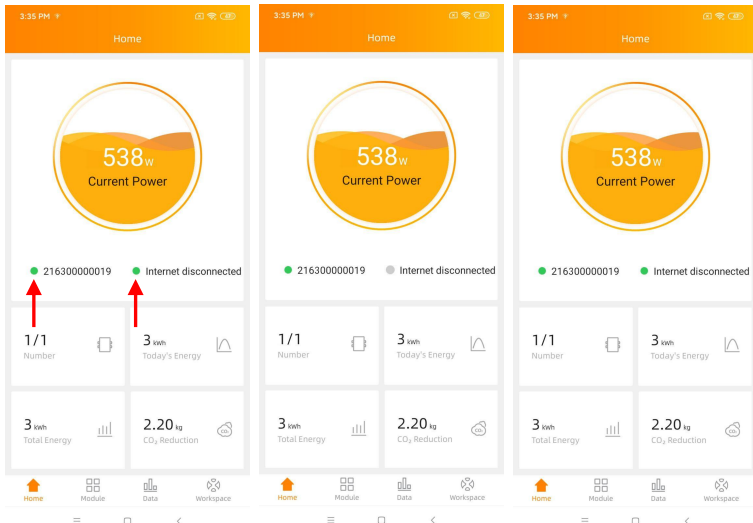 3:35 PM
Home
538w
Current Power
216300000019 Internet disconnected
1/1
Number
3 kWh
Today's Energy
3 kWh
Total Energy
2.20 kg
CO₂ Reduction
CO₂
Home Module Data Workspace
3:35 PM
Home
538w
Current Power
216300000019 Internet disconnected
1/1
Number
3 kWh
Today's Energy
3 kWh
Total Energy
2.20 kg
CO₂ Reduction
CO₂
Home Module Data Workspace
3:35 PM
Home
538w
Current Power
216300000019 Internet disconnected
1/1
Number
3 kWh
Today's Energy
3 kWh
Total Energy
2.20 kg
CO₂ Reduction
CO₂
Home Module Data Workspace